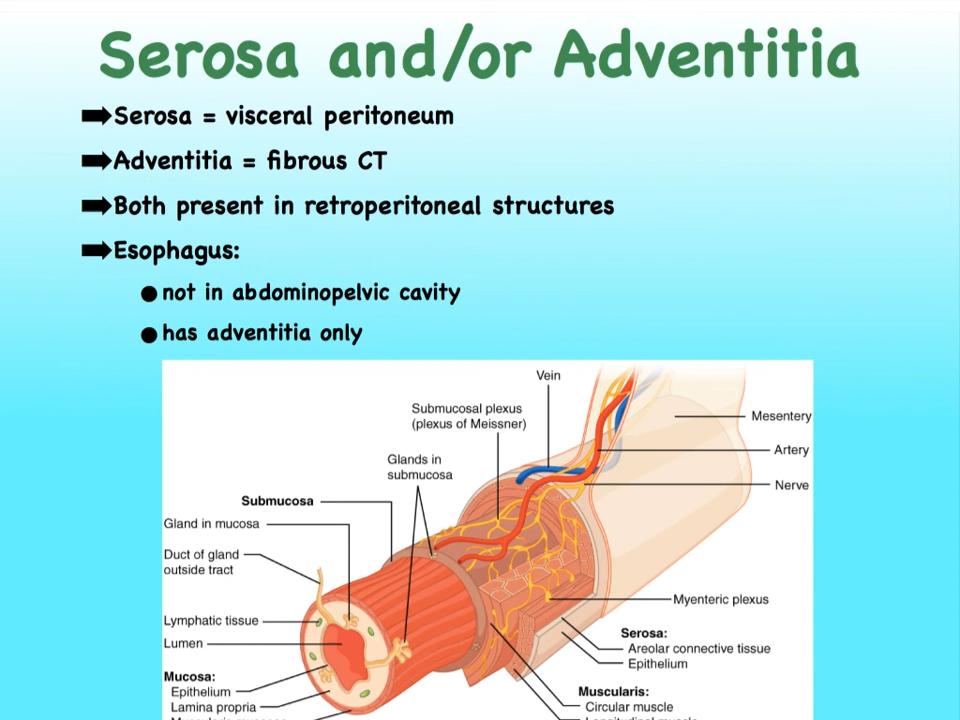 Serosa and/or Adventitia
Serosa = visceral peritoneum
Adventitia = fibrous CT
Both present in retroperitoneal structures
Esophagus:
not in abdominopelvic cavity
has adventitia only
Vein
Submucosal plexus
(plexus of Meissner)
Mesentery
Artery
Glands in
submucosa
Nerve
Submucosa
Gland in mucosa
Duct of gland
outside tract
Myenteric plexus
Lymphatic tissue
Lumen
Serosa:
Areolar connective tissue
Epithelium
Mucosa:
Epithelium
Lamina propria
Muscularis:
Circular muscle